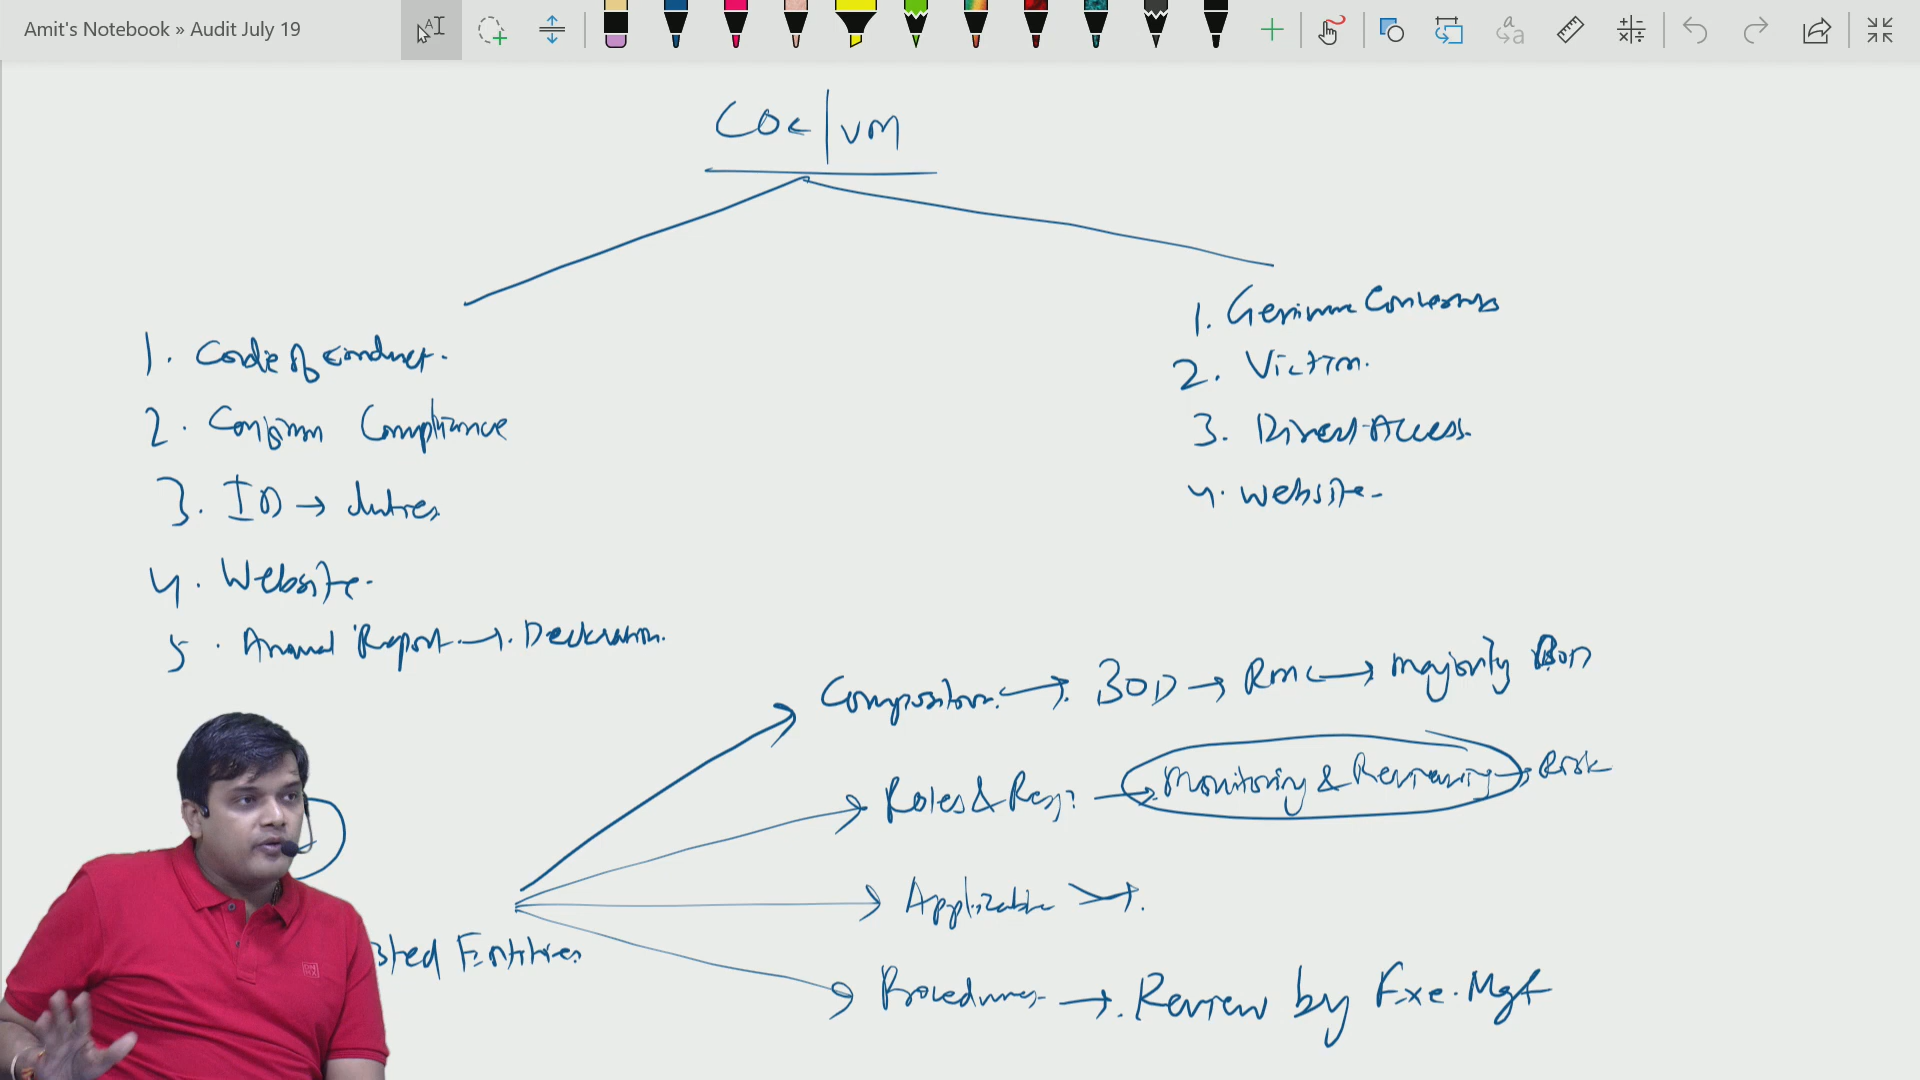 Amit's Notebook » Audit July 19
COC | VM
1. Code of conduct.
2. Confirm Compliance
3. ID → duties
4. Website.
5. Annual Report → Declaration.
1. Genuine Concerns
2. Victim.
3. Direct Access.
4. Website
Composition → BOD → RMC → Majority BOD
Roles & Resp → Monitoring & Reviewing → Risk
Applicable →
sted Entities
Procedures → Review by Exe. Mgt